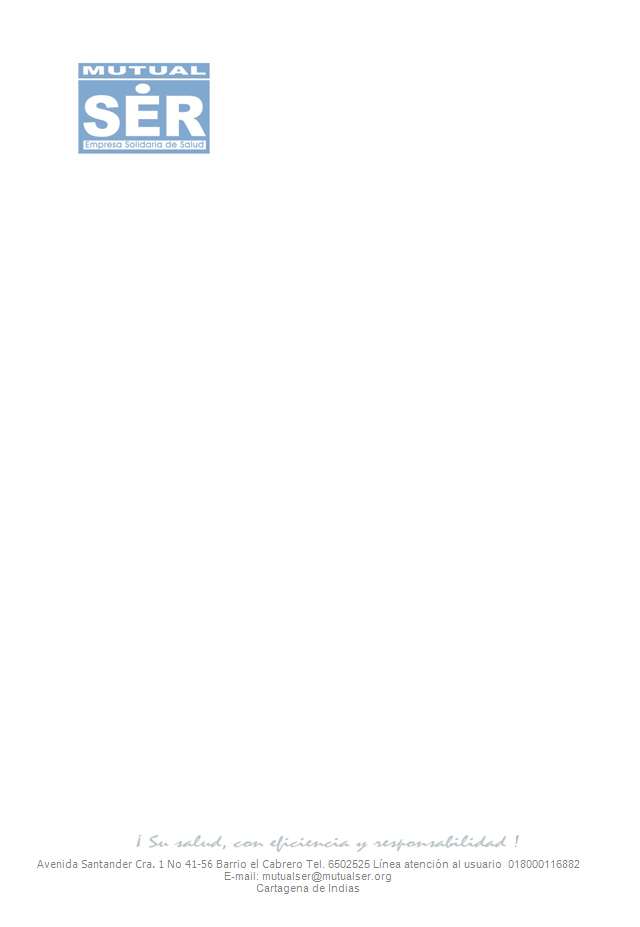 MUTUAL
SER
Empresa Solidaria de Salud
¡ Su salud, con eficiencia y responsabilidad !
Avenida Santander Cra. 1 No 41-56 Barrio el Cabrero Tel. 6502525 Línea atención al usuario  018000116882
E-mail: mutualser@mutualser.org
Cartagena de Indias